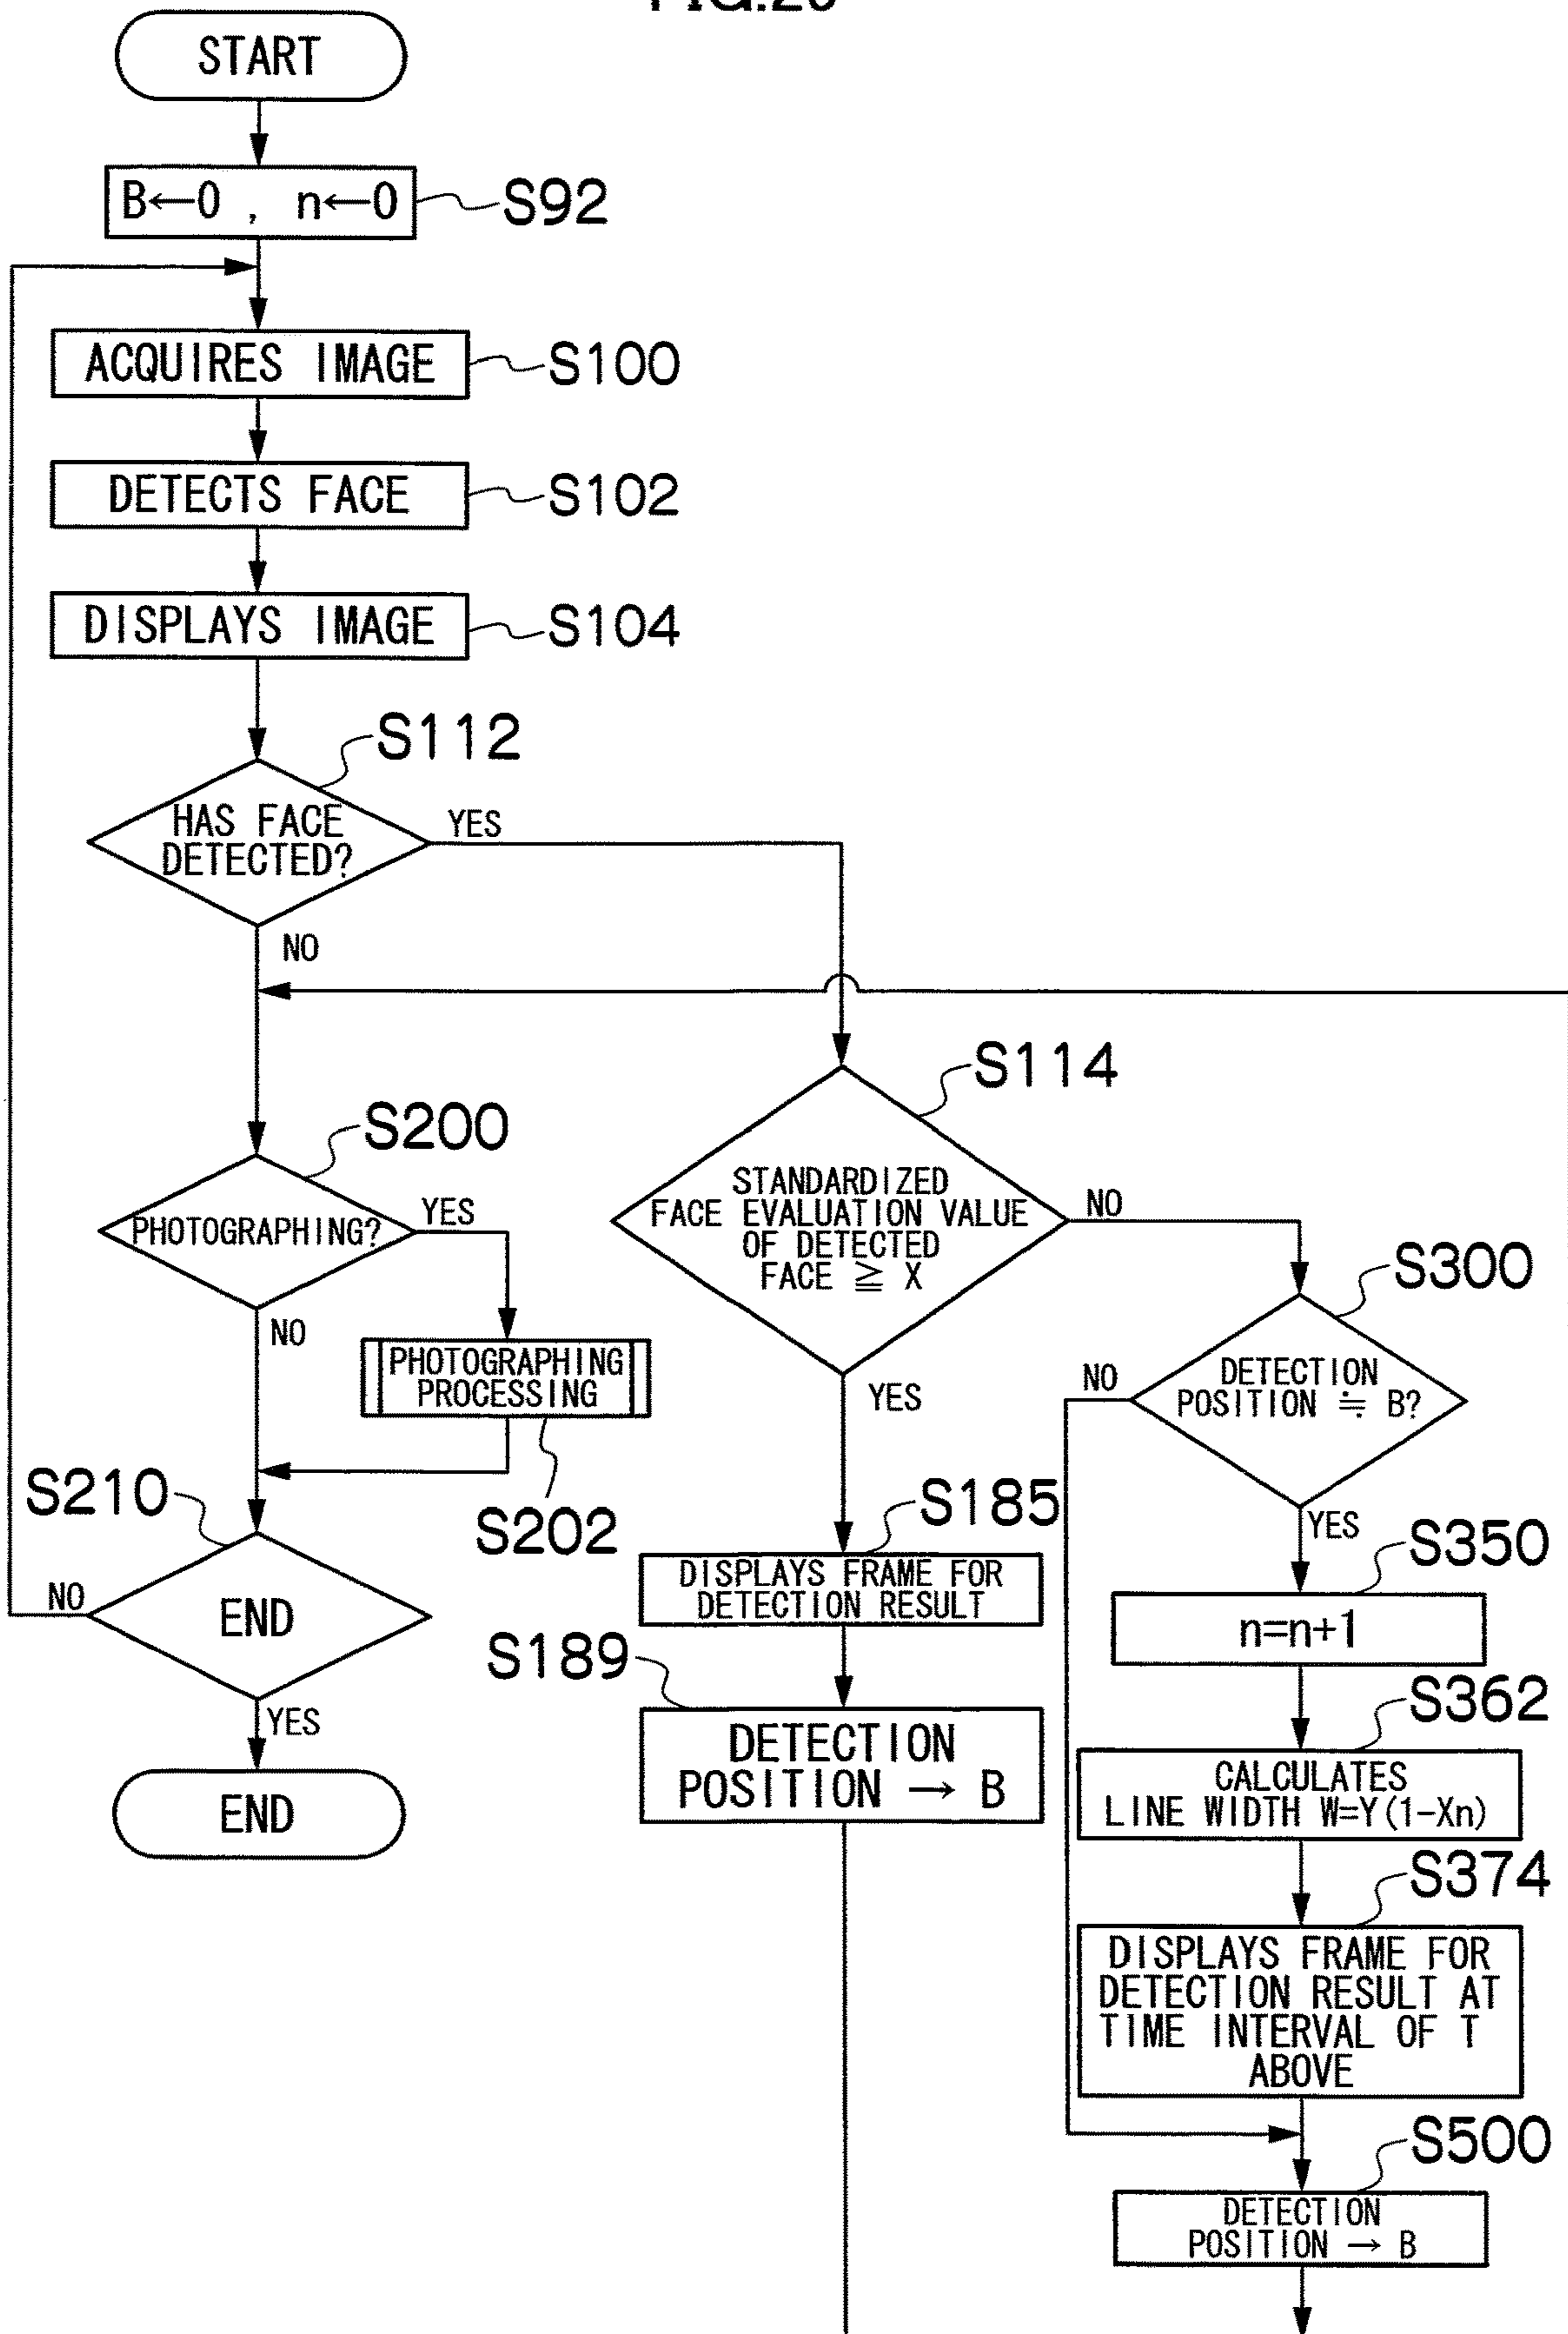 START
B←0 , n←0
S92
ACQUIRES IMAGE
S100
DETECTS FACE
S102
DISPLAYS IMAGE
S104
S112
HAS FACE
DETECTED?
YES
NO
S114
STANDARDIZED
FACE EVALUATION VALUE
OF DETECTED
FACE ≧ X
NO
YES
S200
PHOTOGRAPHING?
YES
NO
PHOTOGRAPHING
PROCESSING
S202
S210
END
NO
YES
END
S185
DISPLAYS FRAME FOR
DETECTION RESULT
S189
DETECTION
POSITION → B
S300
DETECTION
POSITION ≒ B?
NO
YES
S350
n=n+1
S362
CALCULATES
LINE WIDTH W=Y(1-Xn)
S374
DISPLAYS FRAME FOR
DETECTION RESULT AT
TIME INTERVAL OF T
ABOVE
S500
DETECTION
POSITION → B